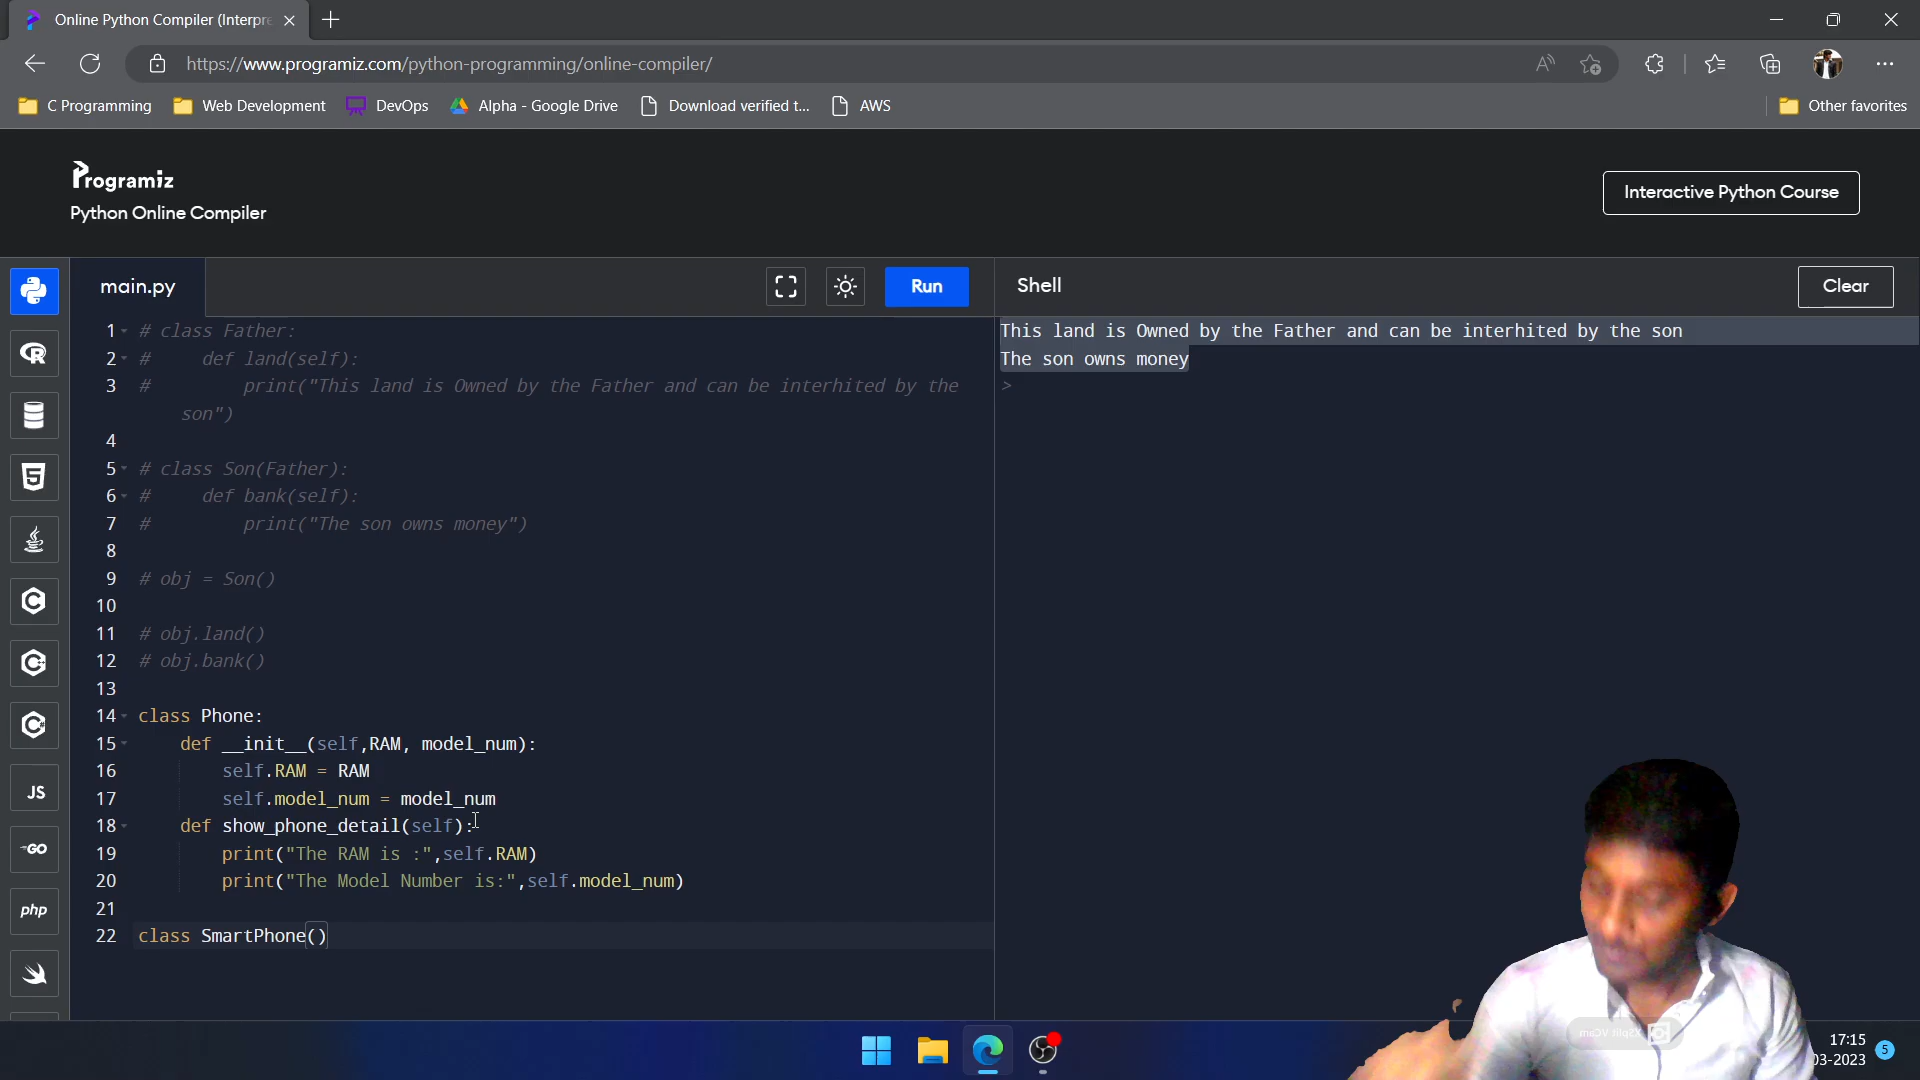 Online Python Compiler (Interpre
https://www.programiz.com/python-programming/online-compiler/
C Programming
Web Development
DevOps
Alpha - Google Drive
Download verified t...
AWS
Other favorites
Programiz
Python Online Compiler
Interactive Python Course
main.py
Run
Shell
Clear
1 # class Father:
2 #     def land(self):
3 #         print("This land is Owned by the Father and can be interhited by the
son")
4
5 # class Son(Father):
6 #     def bank(self):
7 #         print("The son owns money")
8
9 # obj = Son()
10
11 # obj.land()
12 # obj.bank()
13
14 class Phone:
15     def __init__(self,RAM, model_num):
16         self.RAM = RAM
17         self.model_num = model_num
18     def show_phone_detail(self):
19         print("The RAM is :",self.RAM)
20         print("The Model Number is:",self.model_num)
21
22 class SmartPhone()
This land is Owned by the Father and can be interhited by the son
The son owns money
>
R
5
C
C
C
JS
GO
php
XSplit VCam
17:15
03-2023
5